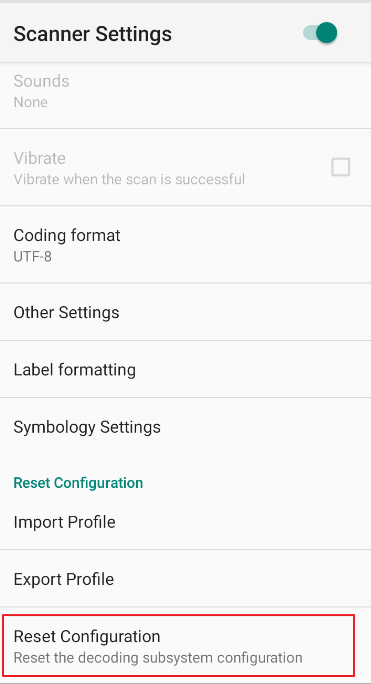 Scanner Settings
Sounds
None
Vibrate
Vibrate when the scan is successful
Coding format
UTF-8
Other Settings
Label formatting
Symbology Settings
Reset Configuration
Import Profile
Export Profile
Reset Configuration
Reset the decoding subsystem configuration